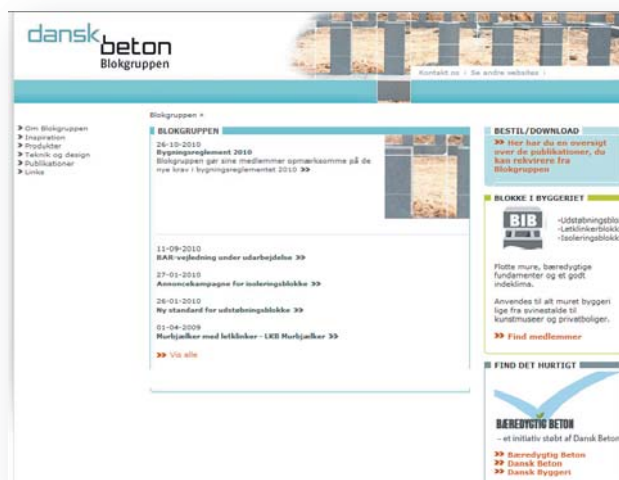 dansk
beton
Blokgruppen
Kontakt os | Se andre websites |
Blokgruppen »
Om Blokgruppen
Inspiration
Produkter
Teknik og design
Publikationer
Links
BLOKGRUPPEN
26-10-2010
Bygningsreglement 2010
Blokgruppen gør sine medlemmer opmærksomme på de
nye krav i bygningsreglementet 2010 »
11-09-2010
BAR-vejledning under udarbejdelse »
27-01-2010
Annoncekampagne for isoleringsblokke »
26-01-2010
Ny standard for udstøbningsblokke »
01-04-2009
Murbjælker med letklinker - LKB Murbjælker »
» Vis alle
BESTIL/DOWNLOAD
» Her har du en oversigt
over de publikationer, du
kan rekvirere fra
Blokgruppen
BLOKKE I BYGGERIET
BIB
-Udstøbningsblo
-Letklinkerblokk
-Isoleringsblokk
Flotte mure, bæredygtige
fundamenter og et godt
indeklima.
Anvendes til alt muret byggeri
lige fra svinestalde til
kunstmuseer og privatboliger.
» Find medlemmer
FIND DET HURTIGT
BÆREDYGTIG BETON
– et initiativ støbt af Dansk Beton
» Bæredygtig Beton
» Dansk Beton
» Dansk Byggeri